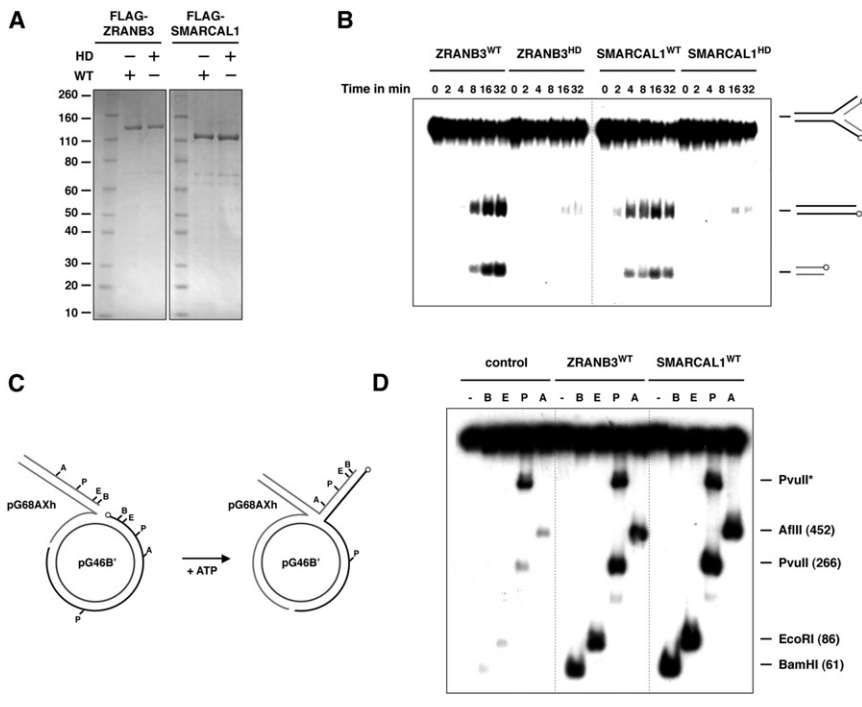 A
FLAG-
ZRANB3
FLAG-
SMARCAL1
HD − + − +
WT + − + −
260
160
110
80
60
50
40
30
20
10
B
ZRANB3WT ZRANB3HD SMARCAL1WT SMARCAL1HD
Time in min 0 2 4 8 16 32 0 2 4 8 16 32 0 2 4 8 16 32 0 2 4 8 16 32
C
A
P
E
B
pG68AXh
B
E
P
A
pG46B'
P
+ ATP
B
E
P
A
pG68AXh
pG46B'
P
D
control ZRANB3WT SMARCAL1WT
- B E P A - B E P A - B E P A
PvuII*
AflII (452)
PvuII (266)
EcoRI (86)
BamHI (61)